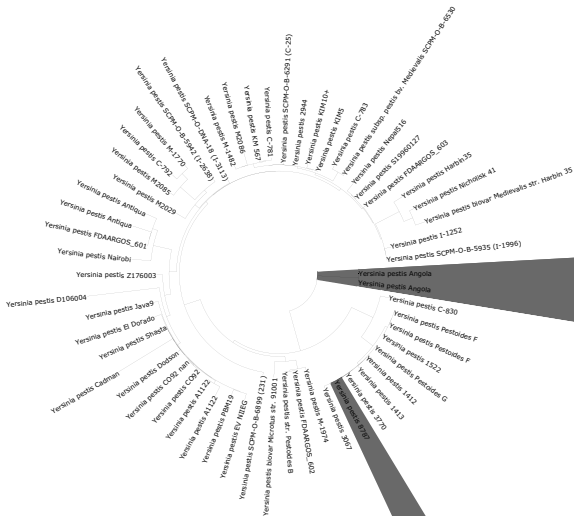 Yersinia pestis subsp. pestis bv. Medievalis SCPM-O-B-6530
Yersinia pestis C-783
Yersinia pestis Nepal516
Yersinia pestis S19960127
Yersinia pestis FDAARGOS_603
Yersinia pestis Harbin35
Yersinia pestis Nicholisk 41
Yersinia pestis biovar Medievalis str. Harbin 35
Yersinia pestis I-1252
Yersinia pestis SCPM-O-B-5935 (I-1996)
Yersinia pestis Angola
Yersinia pestis Angola
Yersinia pestis C-830
Yersinia pestis Pestoides F
Yersinia pestis Pestoides F
Yersinia pestis 1522
Yersinia pestis Pestoides G
Yersinia pestis 1412
Yersinia pestis 1413
Yersinia pestis 3770
Yersinia pestis 8787
Yersinia pestis 3067
Yersinia pestis M-1974
Yersinia pestis FDAARGOS_602
Yersinia pestis str. Pestoides B
Yersinia pestis biovar Microtus str. 91001
Yersinia pestis SCPM-O-B-6899 (231)
Yersinia pestis EV NIIEG
Yersinia pestis PBM19
Yersinia pestis A1122
Yersinia pestis A1122
Yersinia pestis CO92
Yersinia pestis CO92_nan
Yersinia pestis Dodson
Yersinia pestis Cadman
Yersinia pestis Shasta
Yersinia pestis El Dorado
Yersinia pestis Java9
Yersinia pestis D106004
Yersinia pestis Z176003
Yersinia pestis Nairobi
Yersinia pestis FDAARGOS_601
Yersinia pestis Antiqua
Yersinia pestis Antiqua
Yersinia pestis M2029
Yersinia pestis M2085
Yersinia pestis C-792
Yersinia pestis M-1770
Yersinia pestis SCPM-O-B-5942 (I-2638)
Yersinia pestis SCPM-O-DNA-18 (I-3113)
Yersinia pestis M-1482
Yersinia pestis M2086
Yersinia pestis KM 567
Yersinia pestis C-781
Yersinia pestis SCPM-O-B-6291 (C-25)
Yersinia pestis 2944
Yersinia pestis KIM10+
Yersinia pestis KIM5